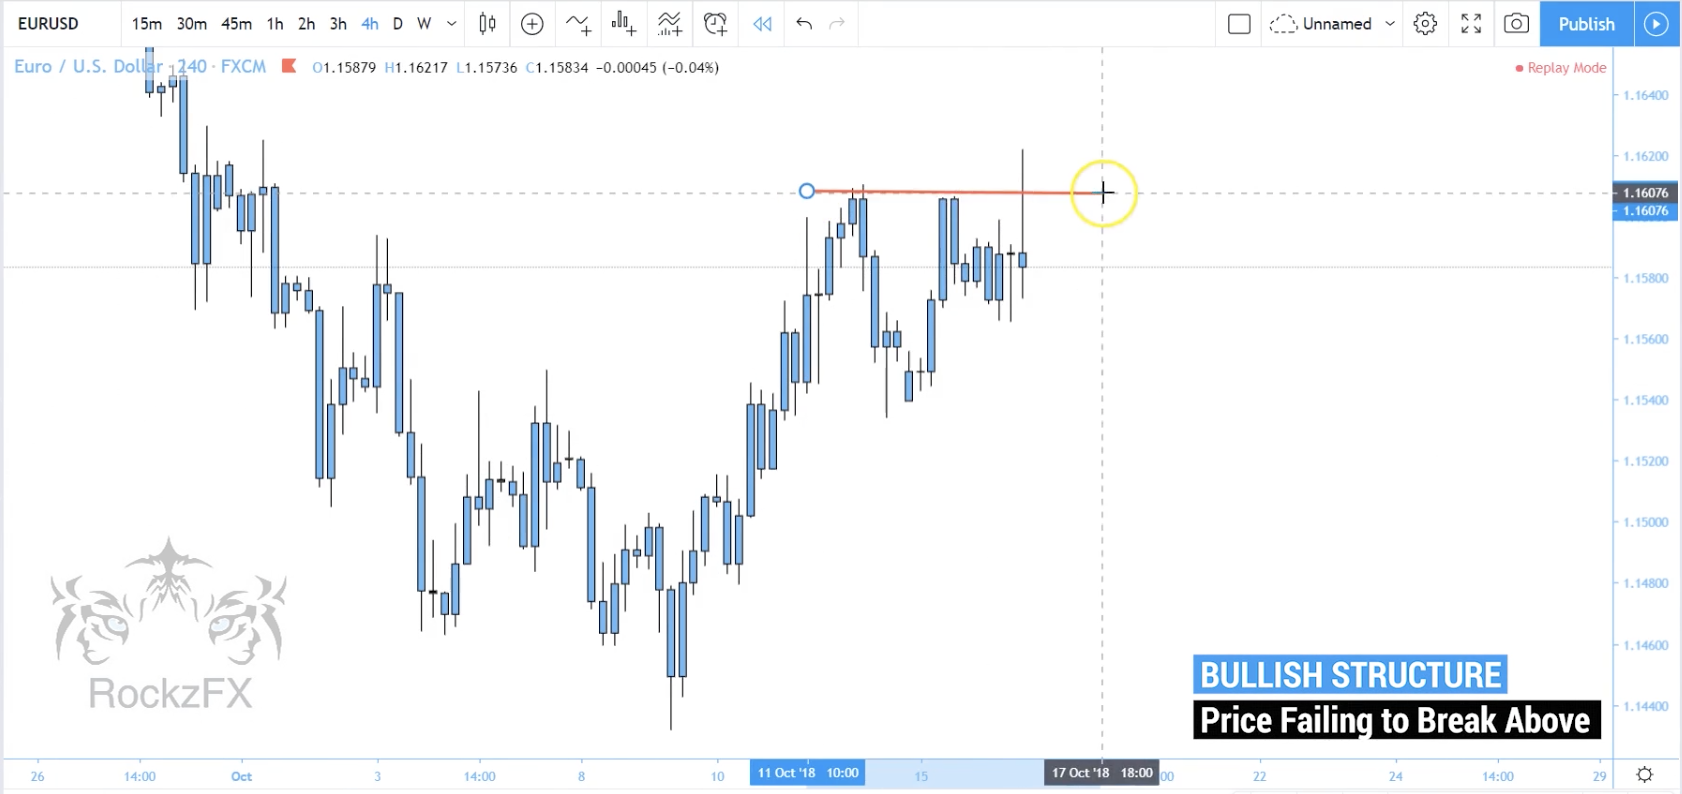 EURUSD 15m 30m 45m 1h 2h 3h 4h D W Unnamed Publish
Euro / U.S. Dollar · 240 · FXCM O1.15879 H1.16217 L1.15736 C1.15834 −0.00045 (−0.04%)
Replay Mode
1.16400
1.16200
1.16076
1.16076
1.15800
1.15600
1.15400
1.15200
1.15000
1.14800
1.14600
1.14400
RockzFX
BULLISH STRUCTURE
Price Failing to Break Above
26 14:00 Oct 3 14:00 8 10 11 Oct '18 10:00 15 17 Oct '18 18:00 :00 22 24 14:00 29